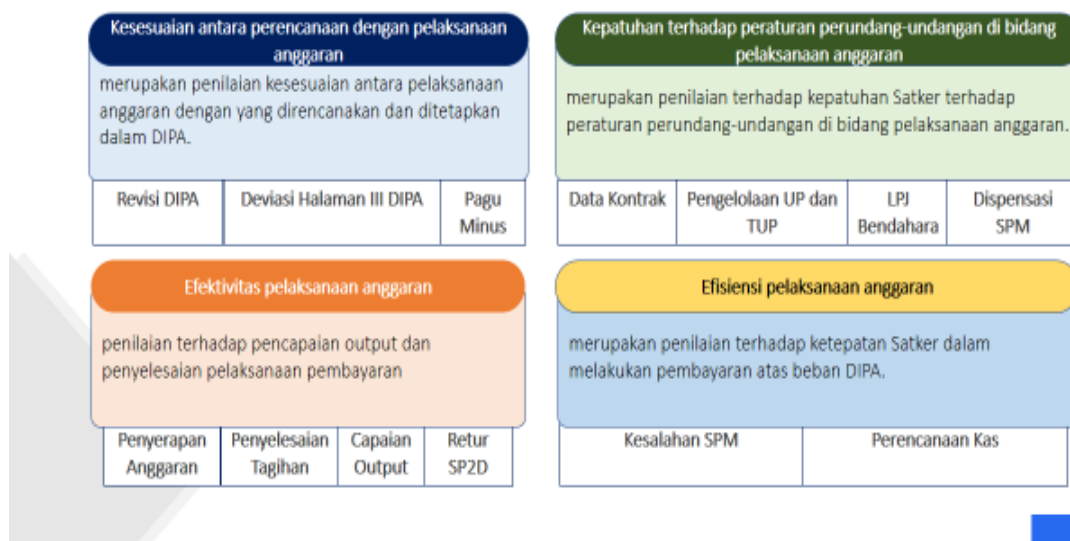 Kesesuaian antara perencanaan dengan pelaksanaan
anggaran
merupakan penilaian kesesuaian antara pelaksanaan
anggaran dengan yang direncanakan dan ditetapkan
dalam DIPA.
Revisi DIPA
Deviasi Halaman III DIPA
Pagu
Minus
Kepatuhan terhadap peraturan perundang-undangan di bidang
pelaksanaan anggaran
merupakan penilaian terhadap kepatuhan Satker terhadap
peraturan perundang-undangan di bidang pelaksanaan anggaran.
Data Kontrak
Pengelolaan UP dan
TUP
LPJ
Bendahara
Dispensasi
SPM
Efektivitas pelaksanaan anggaran
penilaian terhadap pencapaian output dan
penyelesaian pelaksanaan pembayaran
Penyerapan
Anggaran
Penyelesaian
Tagihan
Capaian
Output
Retur
SP2D
Efisiensi pelaksanaan anggaran
merupakan penilaian terhadap ketepatan Satker dalam
melakukan pembayaran atas beban DIPA.
Kesalahan SPM
Perencanaan Kas